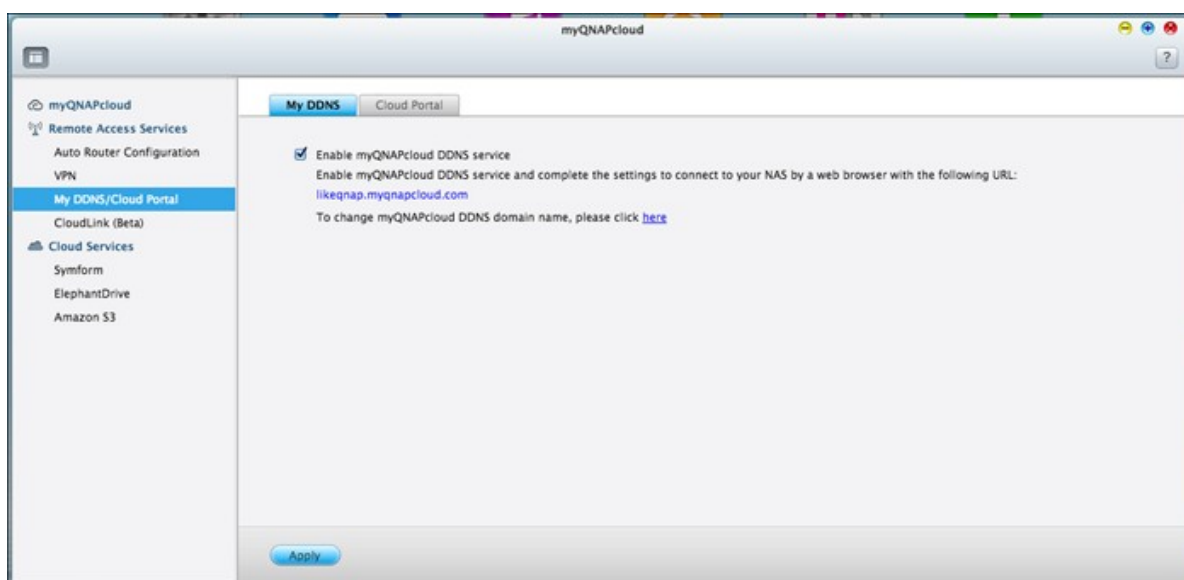 myQNAPcloud
?
myQNAPcloud
Remote Access Services
Auto Router Configuration
VPN
My DDNS/Cloud Portal
CloudLink (Beta)
Cloud Services
Symform
ElephantDrive
Amazon S3
My DDNS
Cloud Portal
Enable myQNAPcloud DDNS service
Enable myQNAPcloud DDNS service and complete the settings to connect to your NAS by a web browser with the following URL:
likeqnap.myqnapcloud.com
To change myQNAPcloud DDNS domain name, please click here
Apply